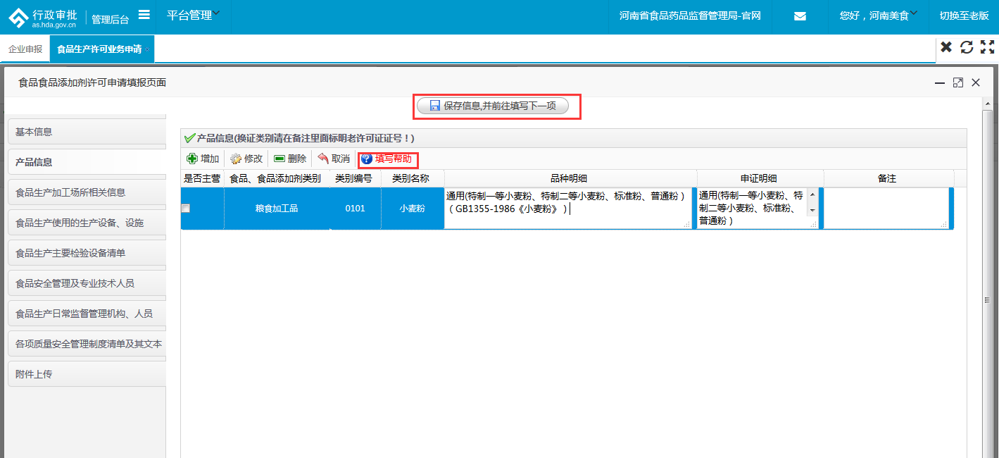 行政审批
as.hda.gov.cn
管理后台
平台管理
河南省食品药品监督管理局-官网
您好，河南美食
切换至老版
企业申报
食品生产许可业务申请
食品食品添加剂许可申请填报页面
保存信息,并前往填写下一项
基本信息
产品信息
食品生产加工场所相关信息
食品生产使用的生产设备、设施
食品生产主要检验设备清单
食品安全管理及专业技术人员
食品生产日常监督管理机构、人员
各项质量安全管理制度清单及其文本
附件上传
产品信息(换证类别请在备注里面标明老许可证证号！)
增加 修改 删除 取消 填写帮助
是否主营 食品、食品添加剂类别 类别编号 类别名称 品种明细 申证明细 备注
粮食加工品 0101 小麦粉
通用(特制一等小麦粉、特制二等小麦粉、标准粉、普通粉）
（GB1355-1986《小麦粉》）
通用(特制一等小麦粉、特
制二等小麦粉、标准粉、
普通粉）